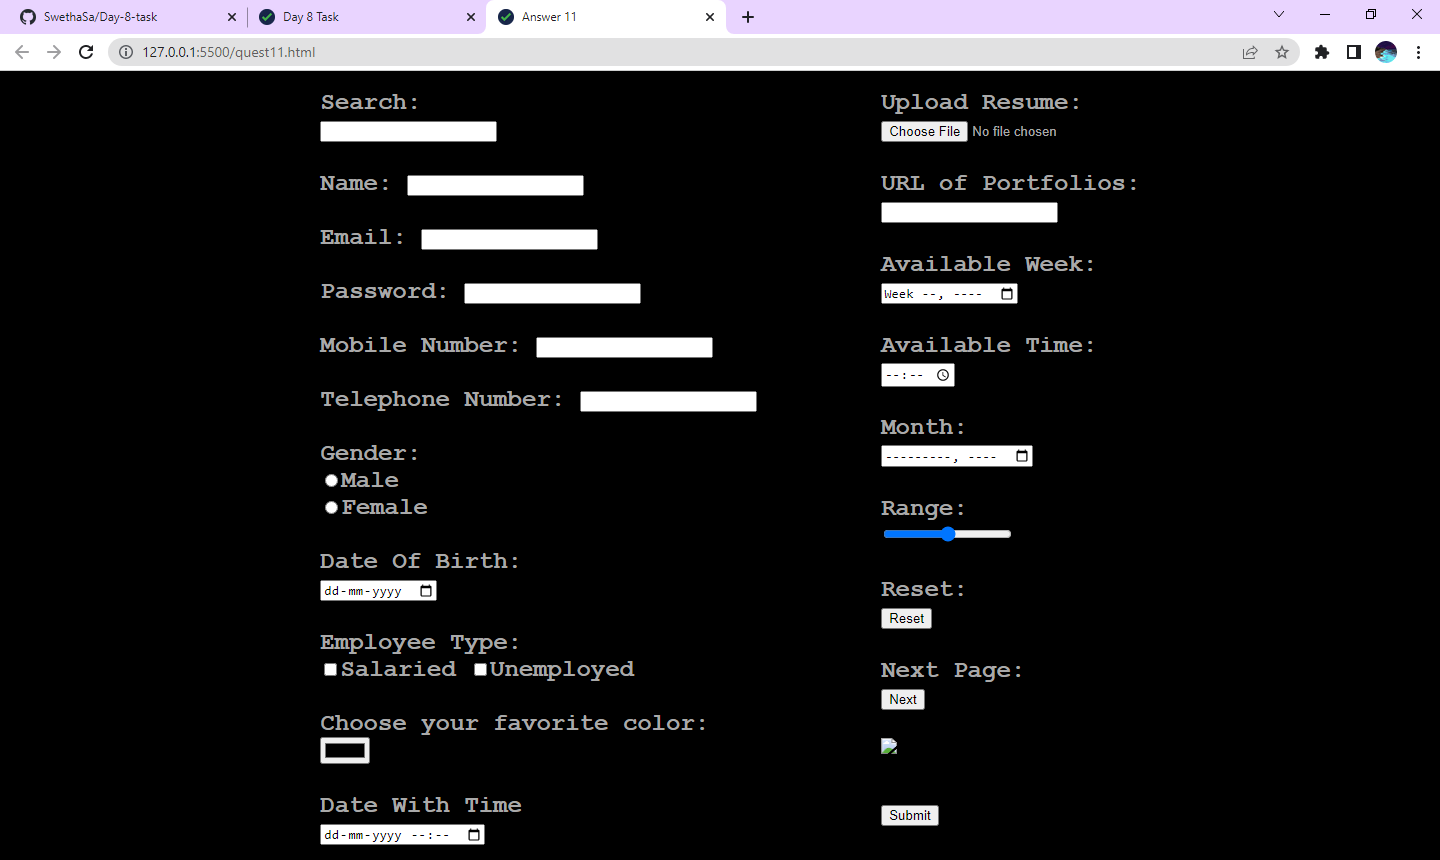 SwethaSa/Day-8-task
Day 8 Task
Answer 11
127.0.0.1:5500/quest11.html
Search:
Name:
Email:
Password:
Mobile Number:
Telephone Number:
Gender:
Male
Female
Date Of Birth:
dd-mm-yyyy
Employee Type:
Salaried Unemployed
Choose your favorite color:
Date With Time
dd-mm-yyyy --:--
Upload Resume:
Choose File No file chosen
URL of Portfolios:
Available Week:
Week --, ----
Available Time:
--:--
Month:
---------, ----
Range:
Reset:
Reset
Next Page:
Next
Submit